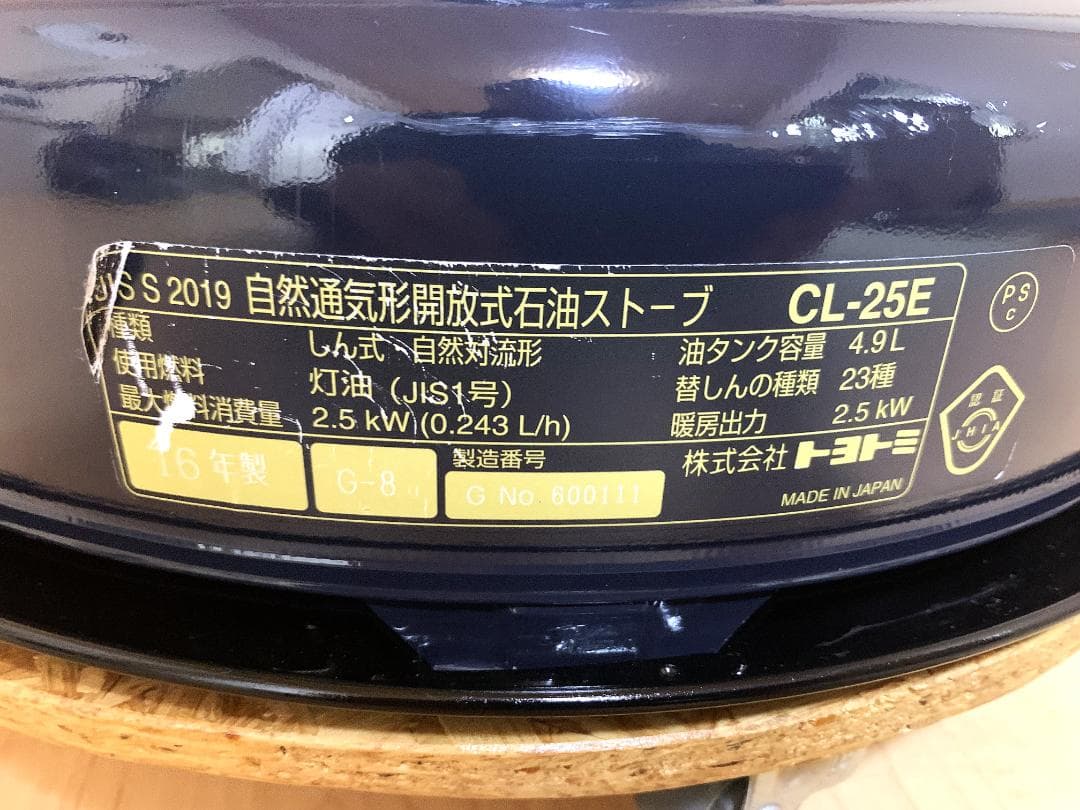 JIS S 2019 自然通気形開放式石油ストーブ CL-25E
種類 しん式・自然対流形
使用燃料 灯油（JIS1号）
最大燃料消費量 2.5 kW (0.243 L/h)
油タンク容量 4.9 L
替しんの種類 23種
暖房出力 2.5 kW
16 年製 G-8
製造番号
G No. 600111
株式会社 トヨトミ
MADE IN JAPAN
PS
C
認証
JHIA